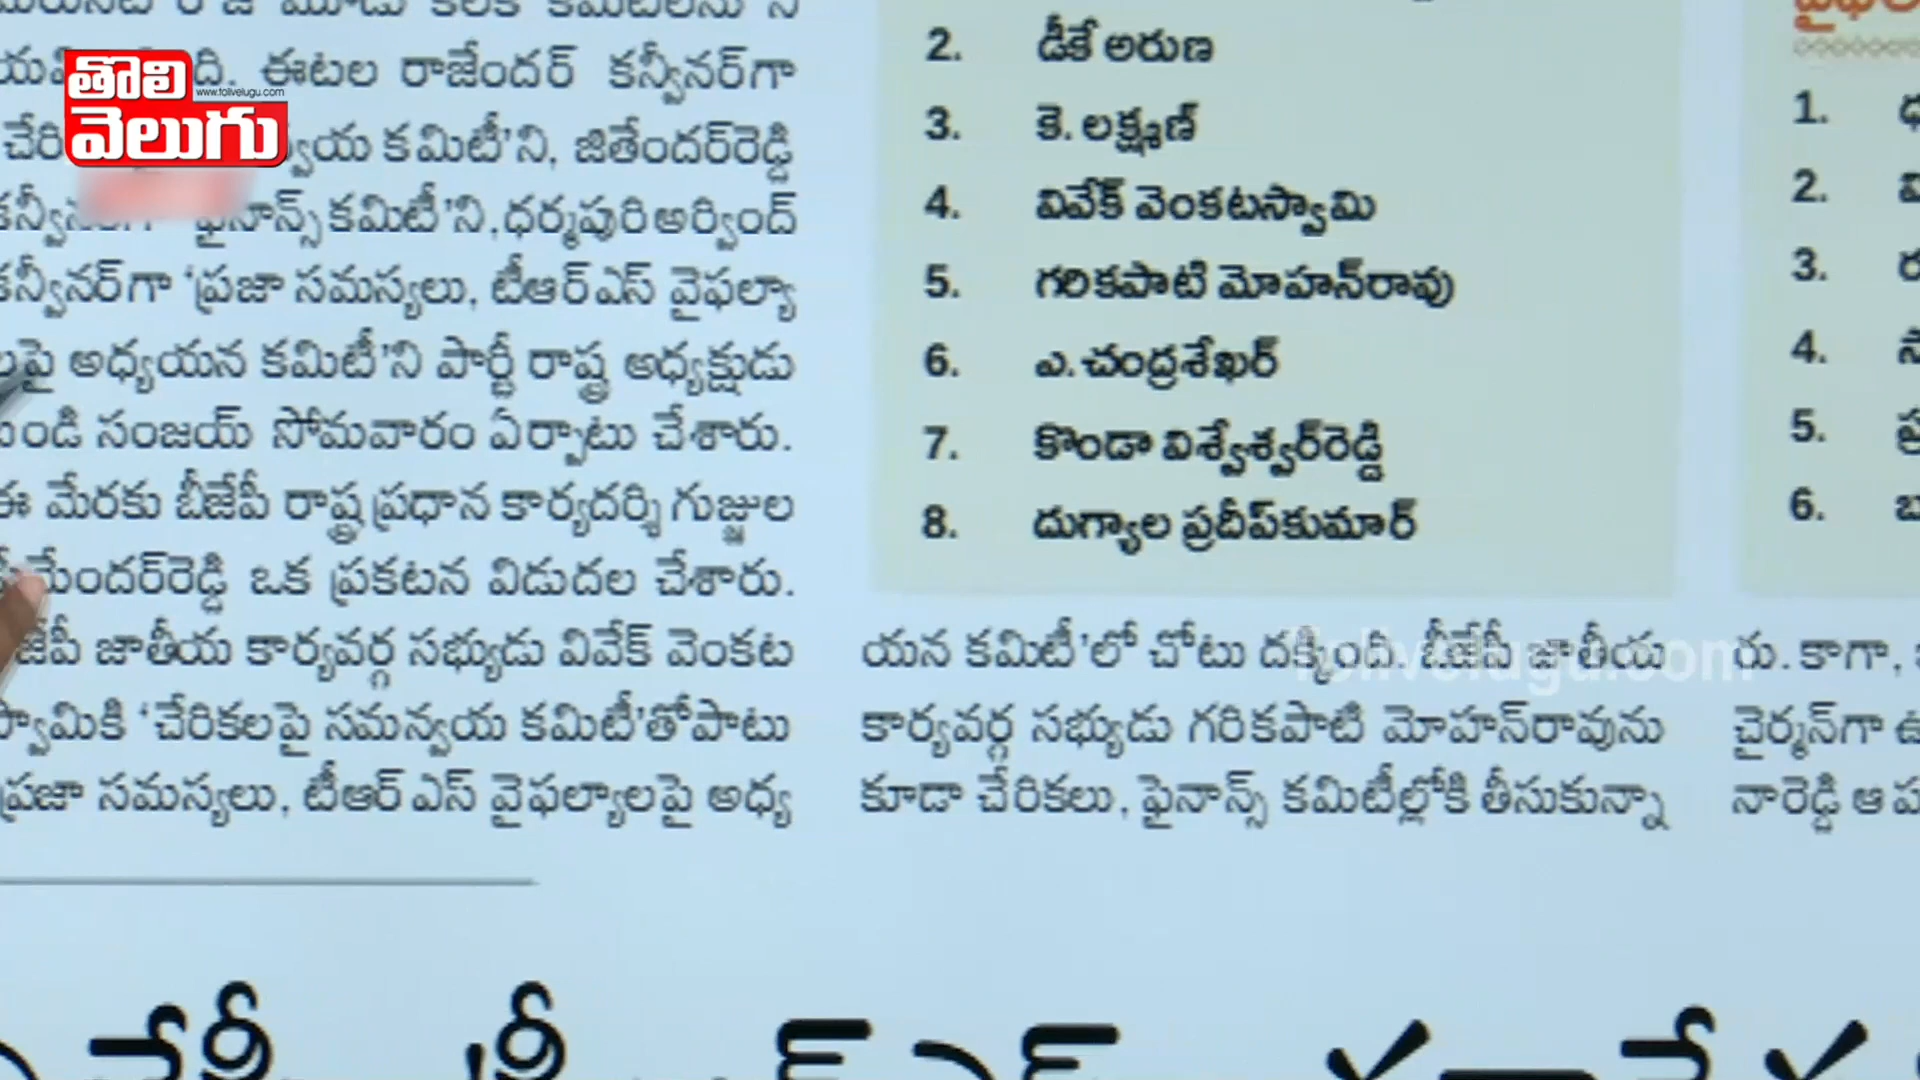 తొలి
వెలుగు
www.tolivelugu.com
ది. ఈటల రాజేందర్ కన్వీనర్‌గా
కమిటీ'ని, జితేందర్‌రెడ్డి
కమిటీ'ని, ధర్మపురి అర్వింద్
కన్వీనర్‌గా 'ప్రజా సమస్యలు, టీఆర్ఎస్ వైఫల్యా
లపై అధ్యయన కమిటీ'ని పార్టీ రాష్ట్ర అధ్యక్షుడు
బండి సంజయ్ సోమవారం ఏర్పాటు చేశారు.
ఈ మేరకు బీజేపీ రాష్ట్ర ప్రధాన కార్యదర్శి గుజ్జుల
ప్రేమేందర్‌రెడ్డి ఒక ప్రకటన విడుదల చేశారు.
జేపీ జాతీయ కార్యవర్గ సభ్యుడు వివేక్ వెంకట
స్వామికి 'చేరికలపై సమన్వయ కమిటీ'తోపాటు
ప్రజా సమస్యలు, టీఆర్ఎస్ వైఫల్యాలపై అధ్య
2. డీకే అరుణ
3. కె. లక్ష్మణ్
4. వివేక్ వెంకటస్వామి
5. గరికపాటి మోహన్‌రావు
6. ఎ. చంద్రశేఖర్
7. కొండా విశ్వేశ్వర్‌రెడ్డి
8. దుగ్యాల ప్రదీప్‌కుమార్
యన కమిటీ'లో చోటు దక్కింది. బీజేపీ జాతీయ
కార్యవర్గ సభ్యుడు గరికపాటి మోహన్‌రావును
కూడా చేరికలు, ఫైనాన్స్ కమిటీల్లోకి తీసుకున్నా
tolivelugu.com
1.
2.
3.
4.
5.
6.
రు. కాగా,
చైర్మన్‌గా
నారెడ్డి ఆ